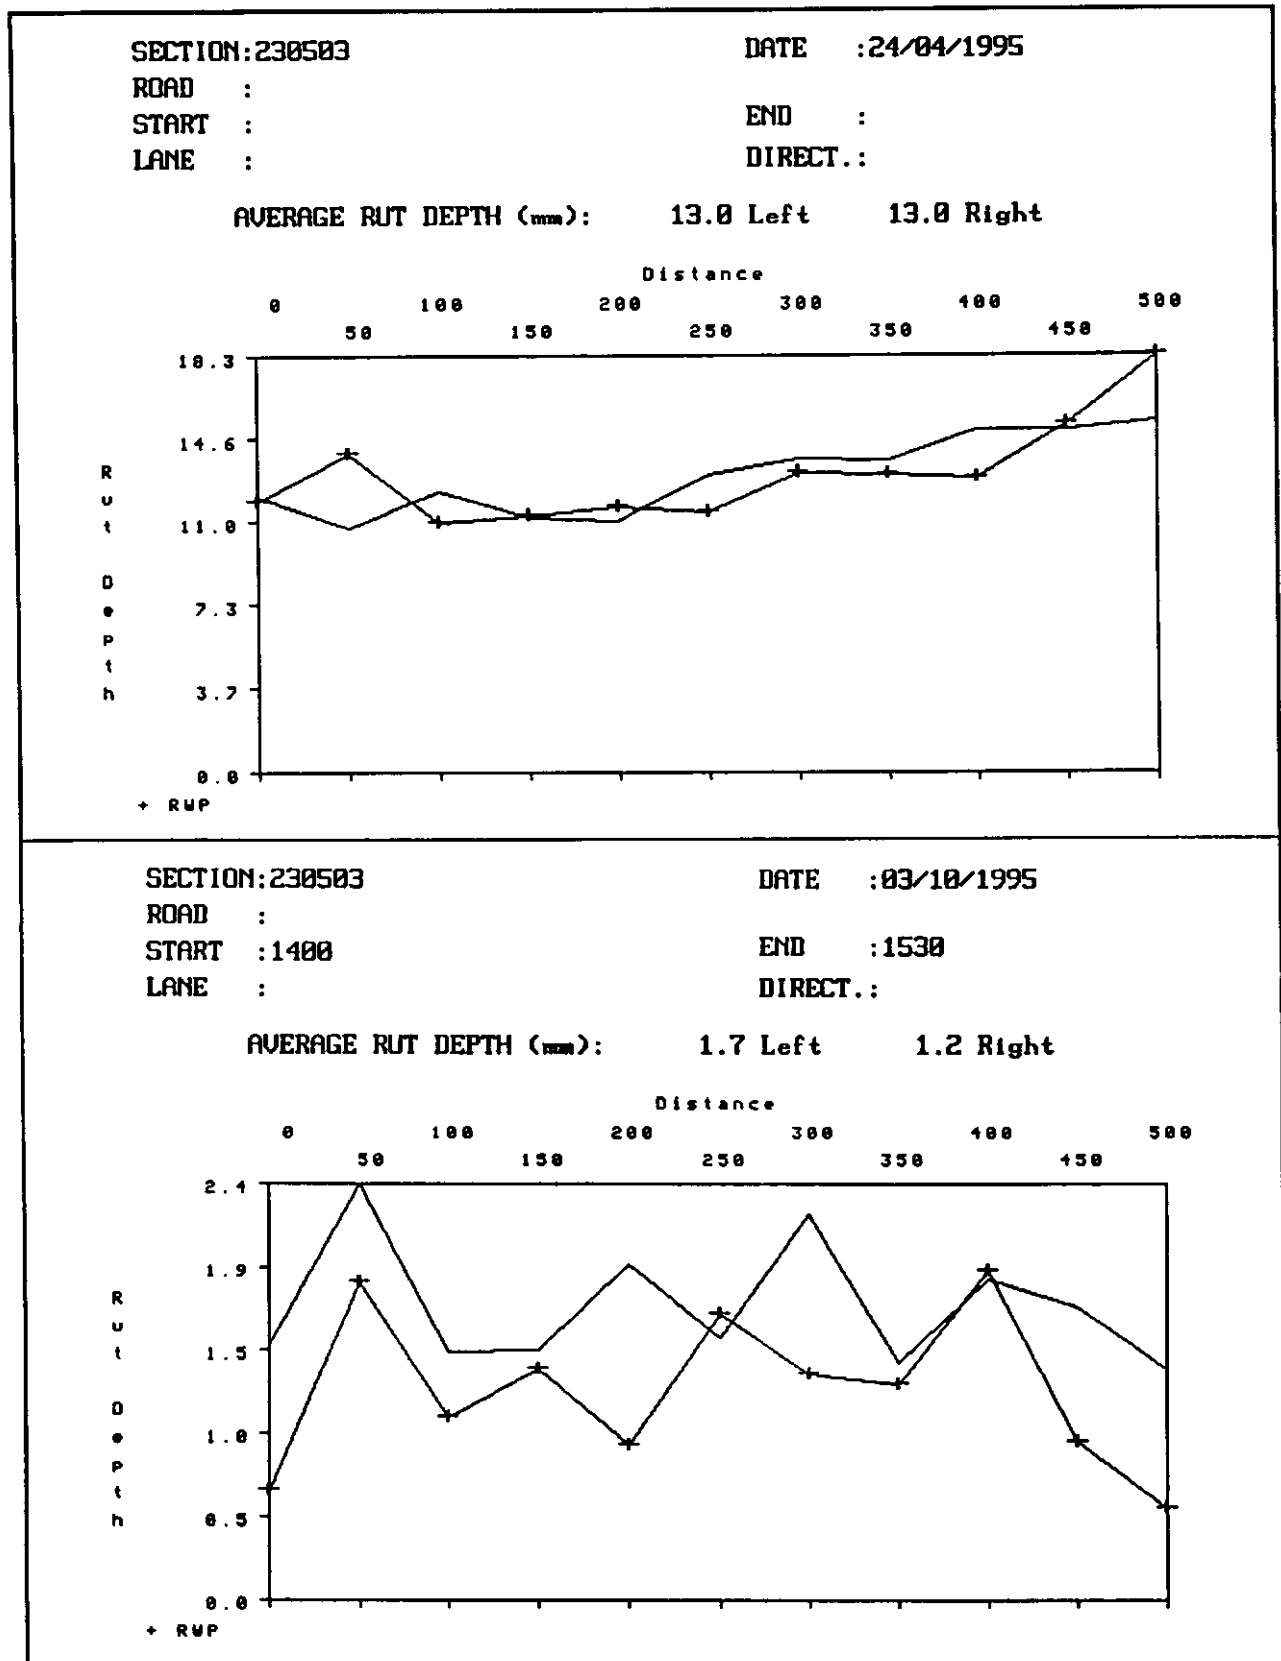 SECTION:230503 DATE :24/04/1995
ROAD :
START : END :
LANE : DIRECT.:
AVERAGE RUT DEPTH (mm): 13.0 Left 13.0 Right
Distance
0 100 200 300 400 500
50 150 250 350 450
18.3
14.6
11.0
7.3
3.7
0.0
Rut Depth
+ RWP
SECTION:230503 DATE :03/10/1995
ROAD :
START :1400 END :1530
LANE : DIRECT.:
AVERAGE RUT DEPTH (mm): 1.7 Left 1.2 Right
Distance
0 100 200 300 400 500
50 150 250 350 450
2.4
1.9
1.5
1.0
0.5
0.0
Rut Depth
+ RWP